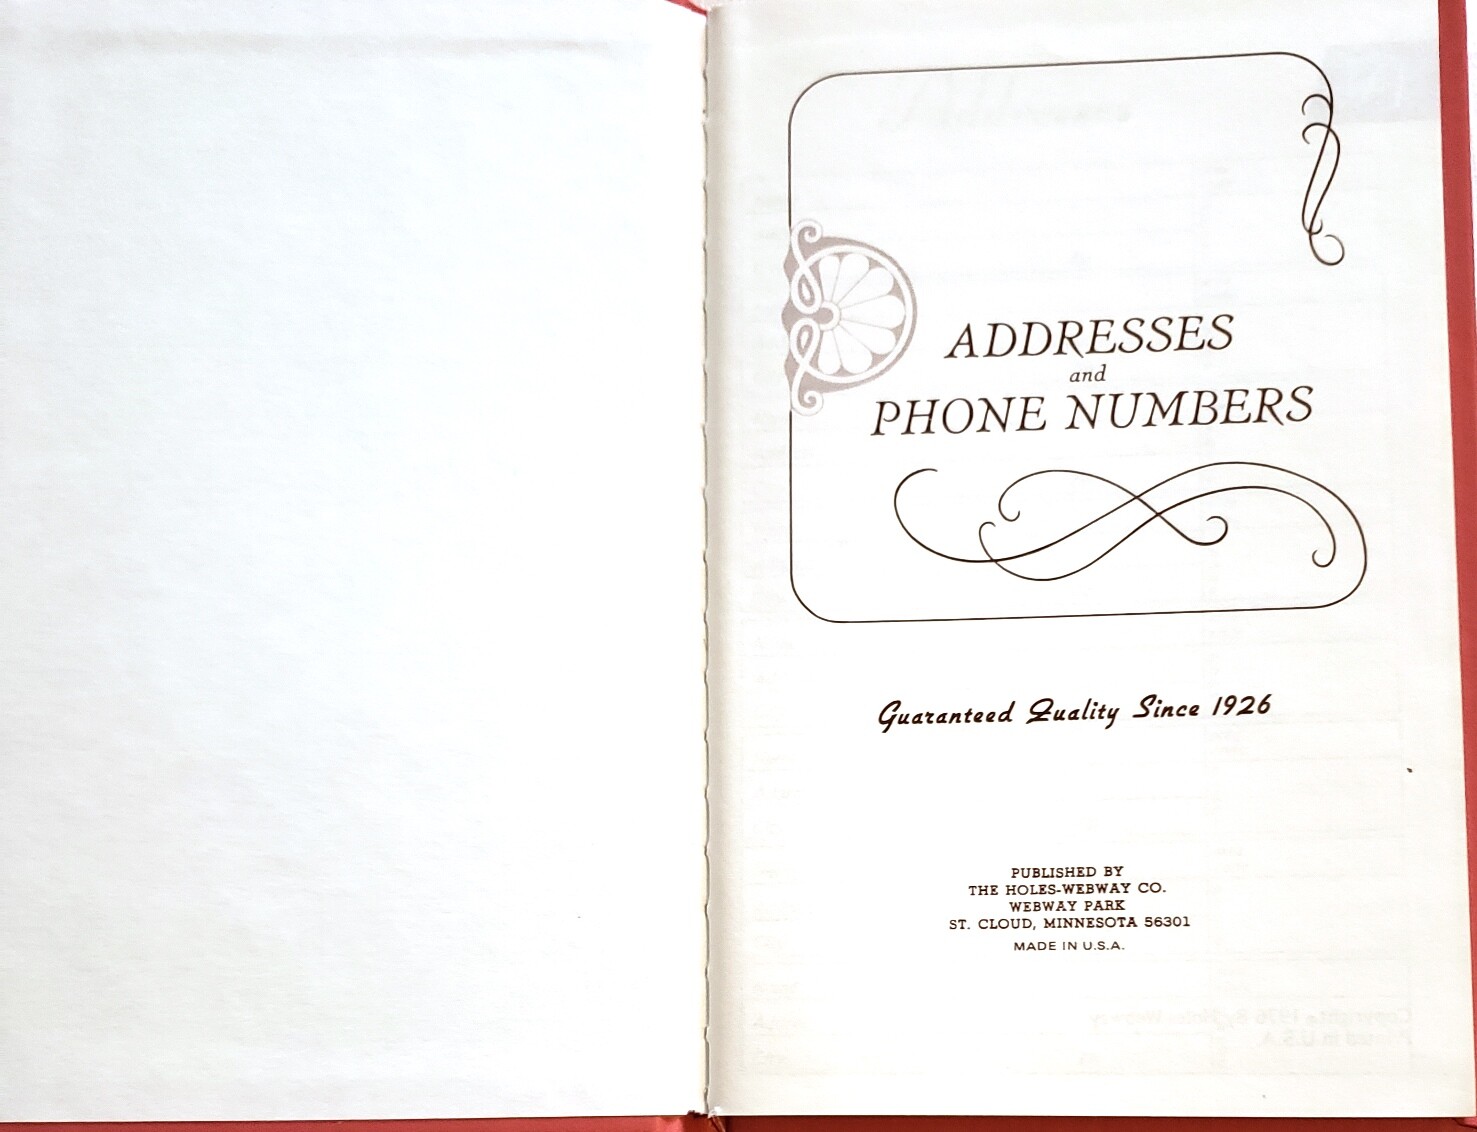 ADDRESSES
and
PHONE NUMBERS
Guaranteed Quality Since 1926
PUBLISHED BY
THE HOLES-WEBWAY CO.
WEBWAY PARK
ST. CLOUD, MINNESOTA 56301
MADE IN U.S.A.